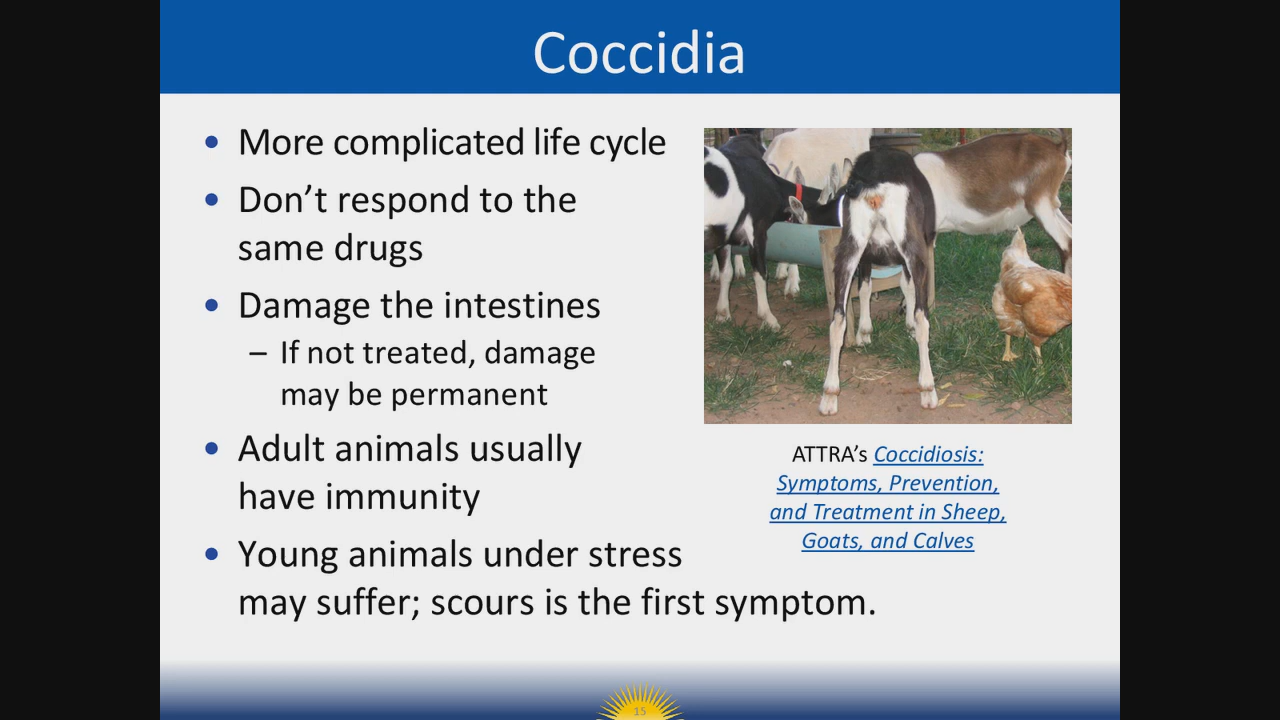 Coccidia
• More complicated life cycle
• Don’t respond to the
same drugs
• Damage the intestines
– If not treated, damage
may be permanent
• Adult animals usually
have immunity
• Young animals under stress
may suffer; scours is the first symptom.
ATTRA’s Coccidiosis:
Symptoms, Prevention,
and Treatment in Sheep,
Goats, and Calves
15